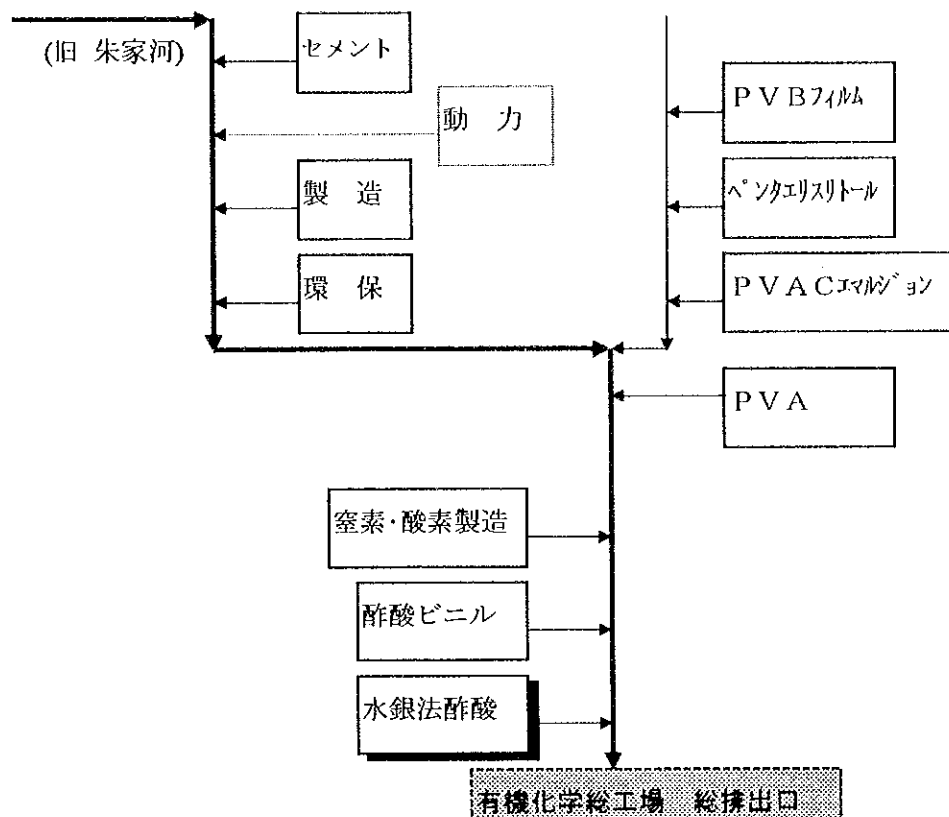 (旧 朱家河)
セメント
動 力
製 造
環 保
PVBフィルム
ペンタエリスリトール
PVACエマルジョン
PVA
窒素・酸素製造
酢酸ビニル
水銀法酢酸
有機化学総工場 総排出口